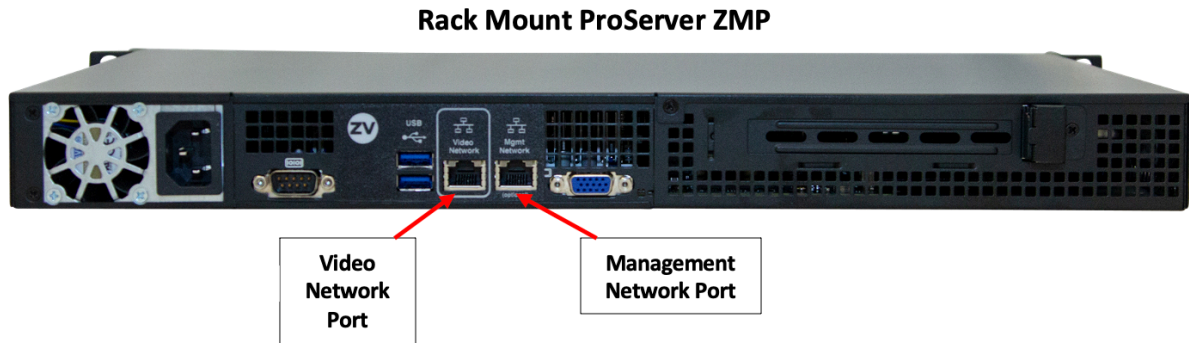 Rack Mount ProServer ZMP
ZV
USB
Video
Network
Mgmt
Network
Video
Network
Port
Management
Network Port